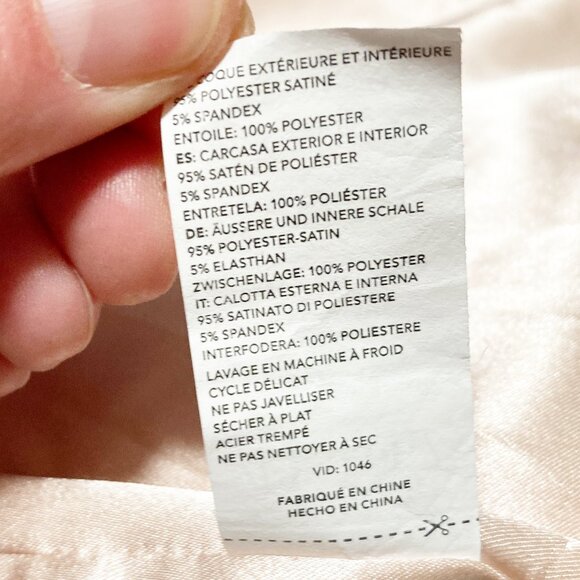 COQUE EXTÉRIEURE ET INTÉRIEURE
95% POLYESTER SATINÉ
5% SPANDEX
ENTOILE: 100% POLYESTER
ES: CARCASA EXTERIOR E INTERIOR
95% SATÉN DE POLIÉSTER
5% SPANDEX
ENTRETELA: 100% POLIÉSTER
DE: ÄUSSERE UND INNERE SCHALE
95% POLYESTER-SATIN
5% ELASTHAN
ZWISCHENLAGE: 100% POLYESTER
IT: CALOTTA ESTERNA E INTERNA
95% SATINATO DI POLIESTERE
5% SPANDEX
INTERFODERA: 100% POLIESTERE
LAVAGE EN MACHINE À FROID
CYCLE DÉLICAT
NE PAS JAVELLISER
SÉCHER À PLAT
ACIER TREMPÉ
NE PAS NETTOYER À SEC
VID: 1046
FABRIQUÉ EN CHINE
HECHO EN CHINA